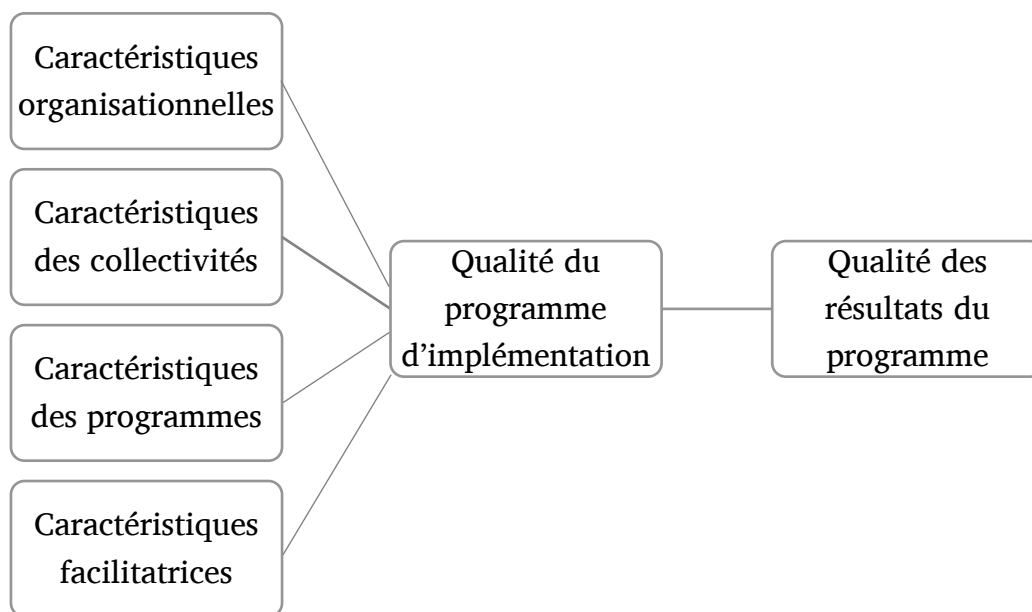 Caractéristiques
organisationnelles
Caractéristiques
des collectivités
Caractéristiques
des programmes
Caractéristiques
facilitatrices
Qualité du
programme
d’implémentation
Qualité des
résultats du
programme